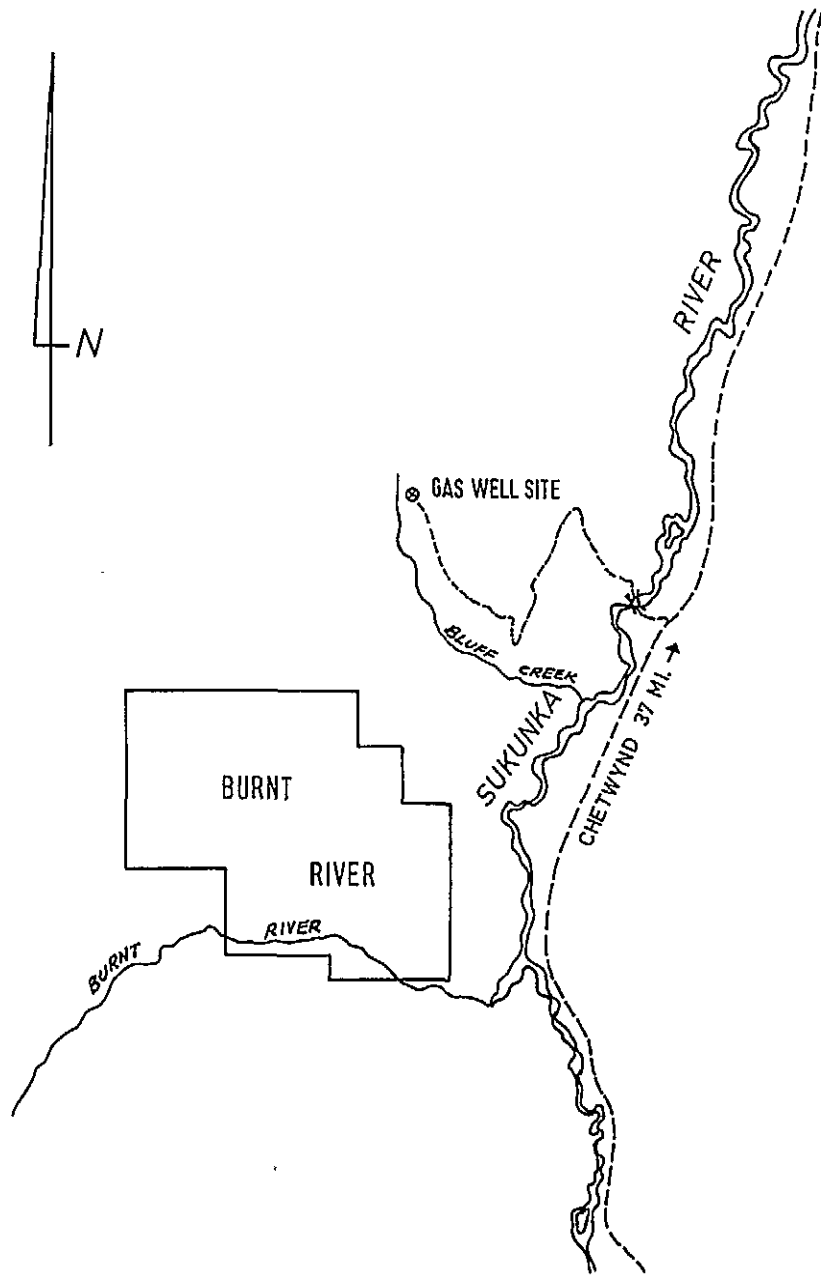 N
RIVER
GAS WELL SITE
BLUFF CREEK
SUKUNKA
CHETWYND 37 MI.
BURNT
RIVER
RIVER
BURNT